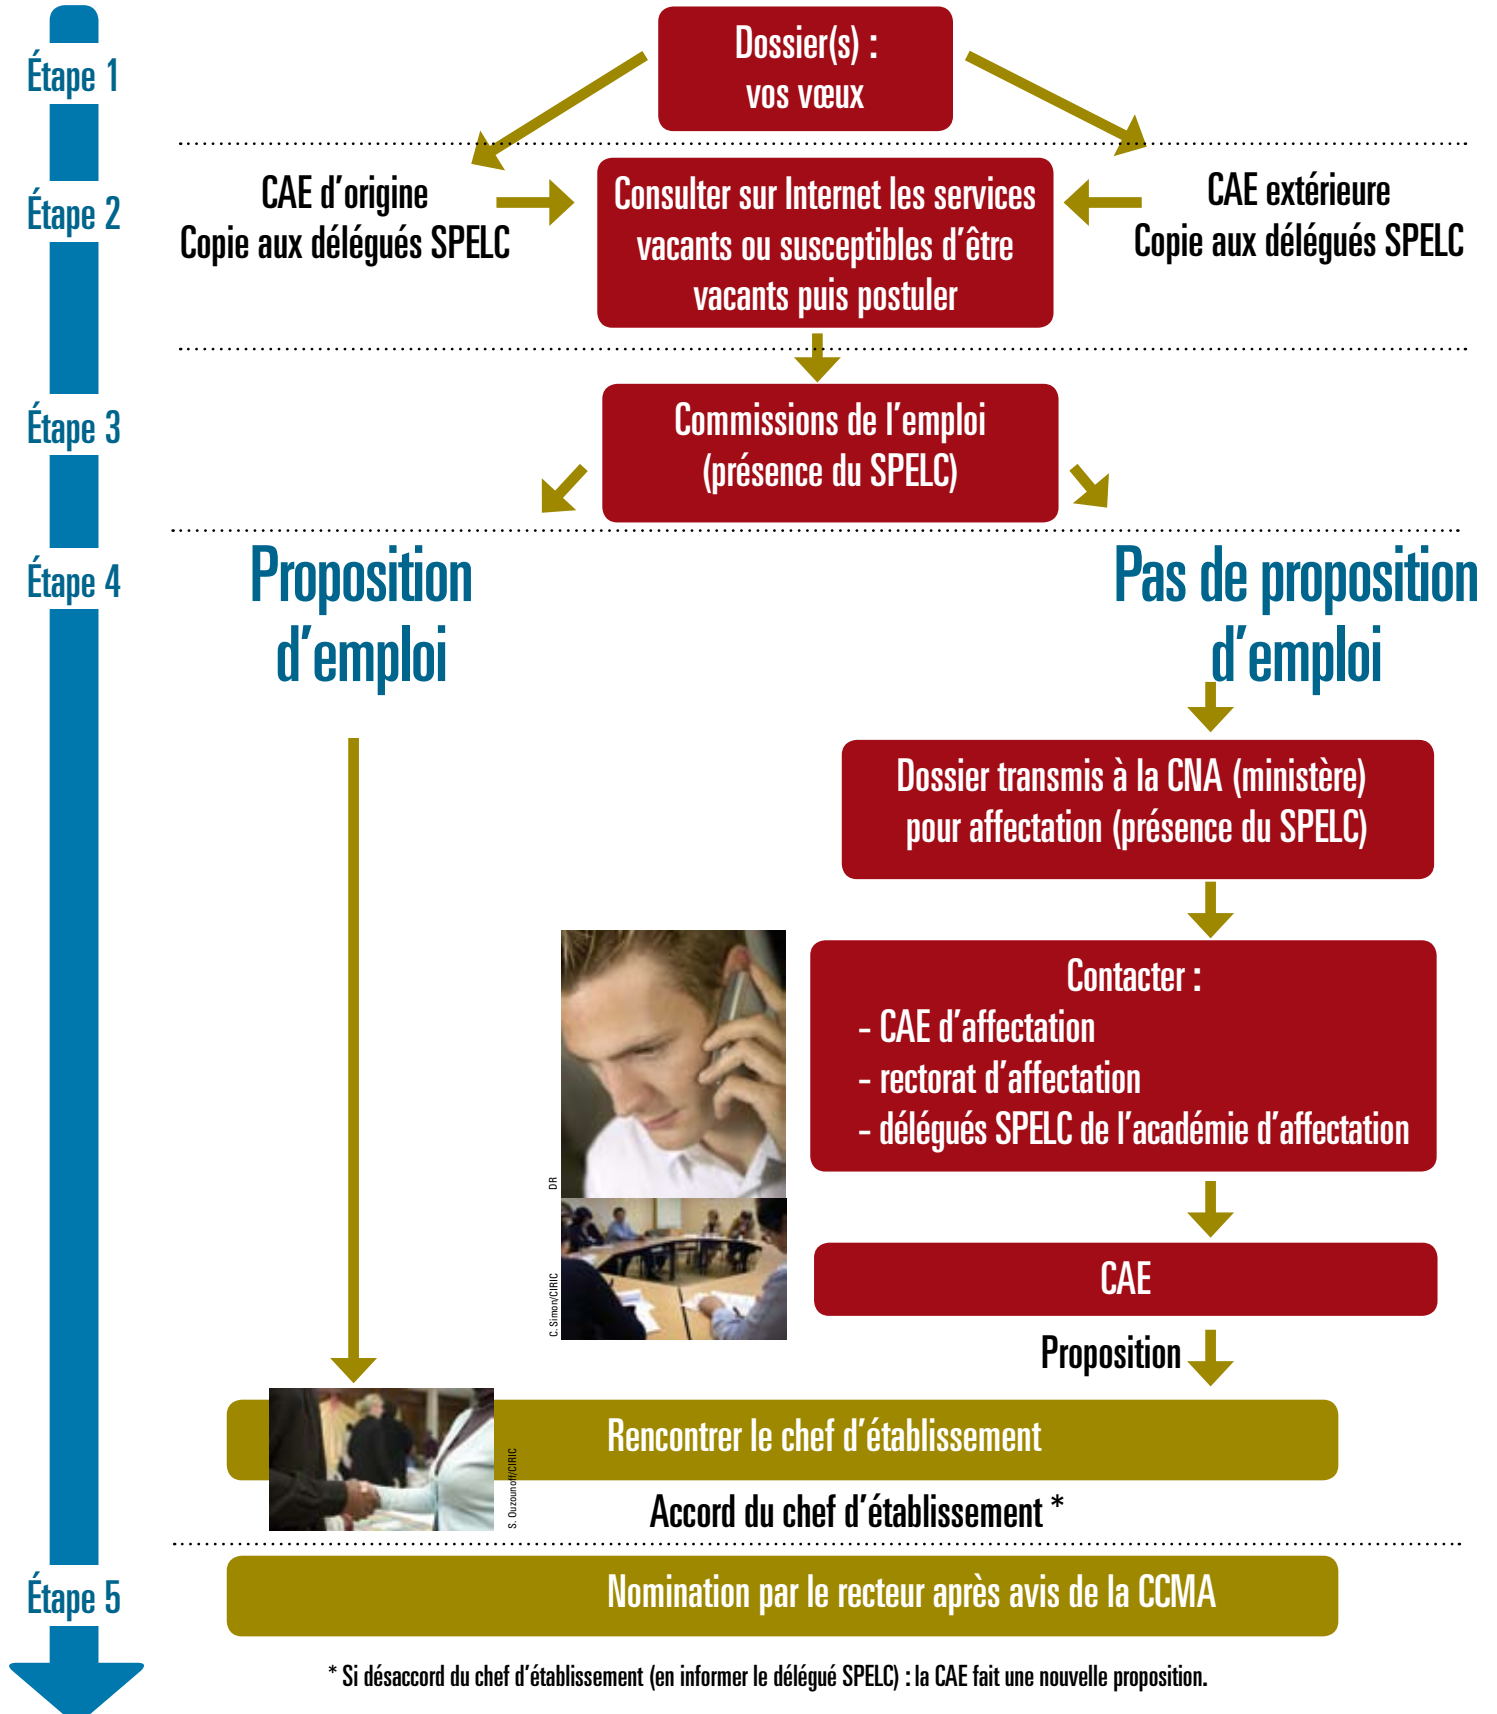 Étape 1
Dossier(s) :
vos vœux
Étape 2
CAE d'origine
Copie aux délégués SPELC
Consulter sur Internet les services
vacants ou susceptibles d'être
vacants puis postuler
CAE extérieure
Copie aux délégués SPELC
Étape 3
Commissions de l'emploi
(présence du SPELC)
Étape 4
Proposition
d'emploi
Pas de proposition
d'emploi
Dossier transmis à la CNA (ministère)
pour affectation (présence du SPELC)
Contacter :
- CAE d'affectation
- rectorat d'affectation
- délégués SPELC de l'académie d'affectation
DR
C. Simon/CIRIC
CAE
Proposition
Rencontrer le chef d'établissement
S. Ouzounoff/CIRIC
Accord du chef d'établissement *
Étape 5
Nomination par le recteur après avis de la CCMA
* Si désaccord du chef d'établissement (en informer le délégué SPELC) : la CAE fait une nouvelle proposition.